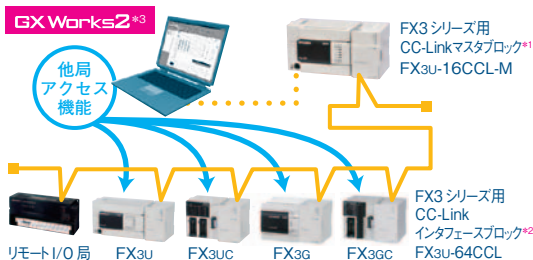 GX Works2*3
FX3シリーズ用
CC-Linkマスタブロック*1
FX3U-16CCL-M
他局
アクセス
機能
リモートI/O局
FX3U
FX3UC
FX3G
FX3GC
FX3シリーズ用
CC-Link
インタフェースブロック*2
FX3U-64CCL